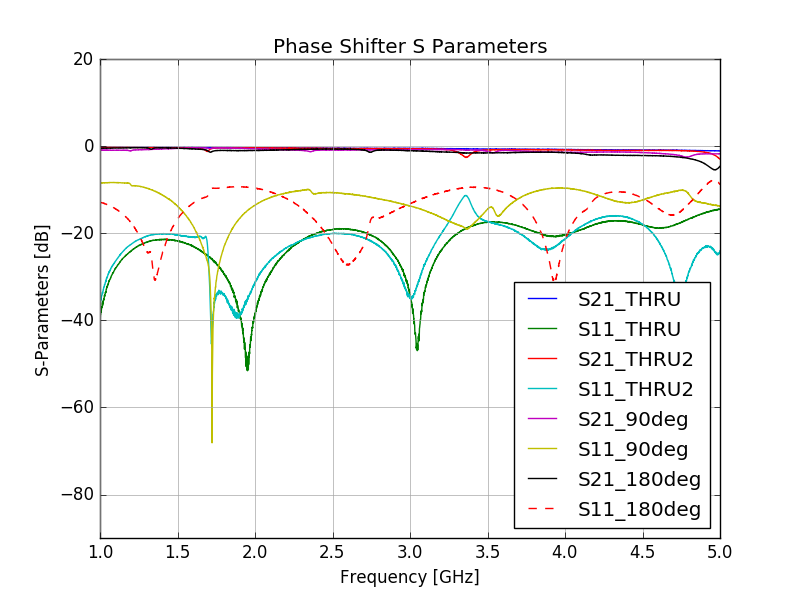 Phase Shifter S Parameters
20
0
−20
−40
−60
−80
S-Parameters [dB]
S21_THRU
S11_THRU
S21_THRU2
S11_THRU2
S21_90deg
S11_90deg
S21_180deg
S11_180deg
1.0 1.5 2.0 2.5 3.0 3.5 4.0 4.5 5.0
Frequency [GHz]